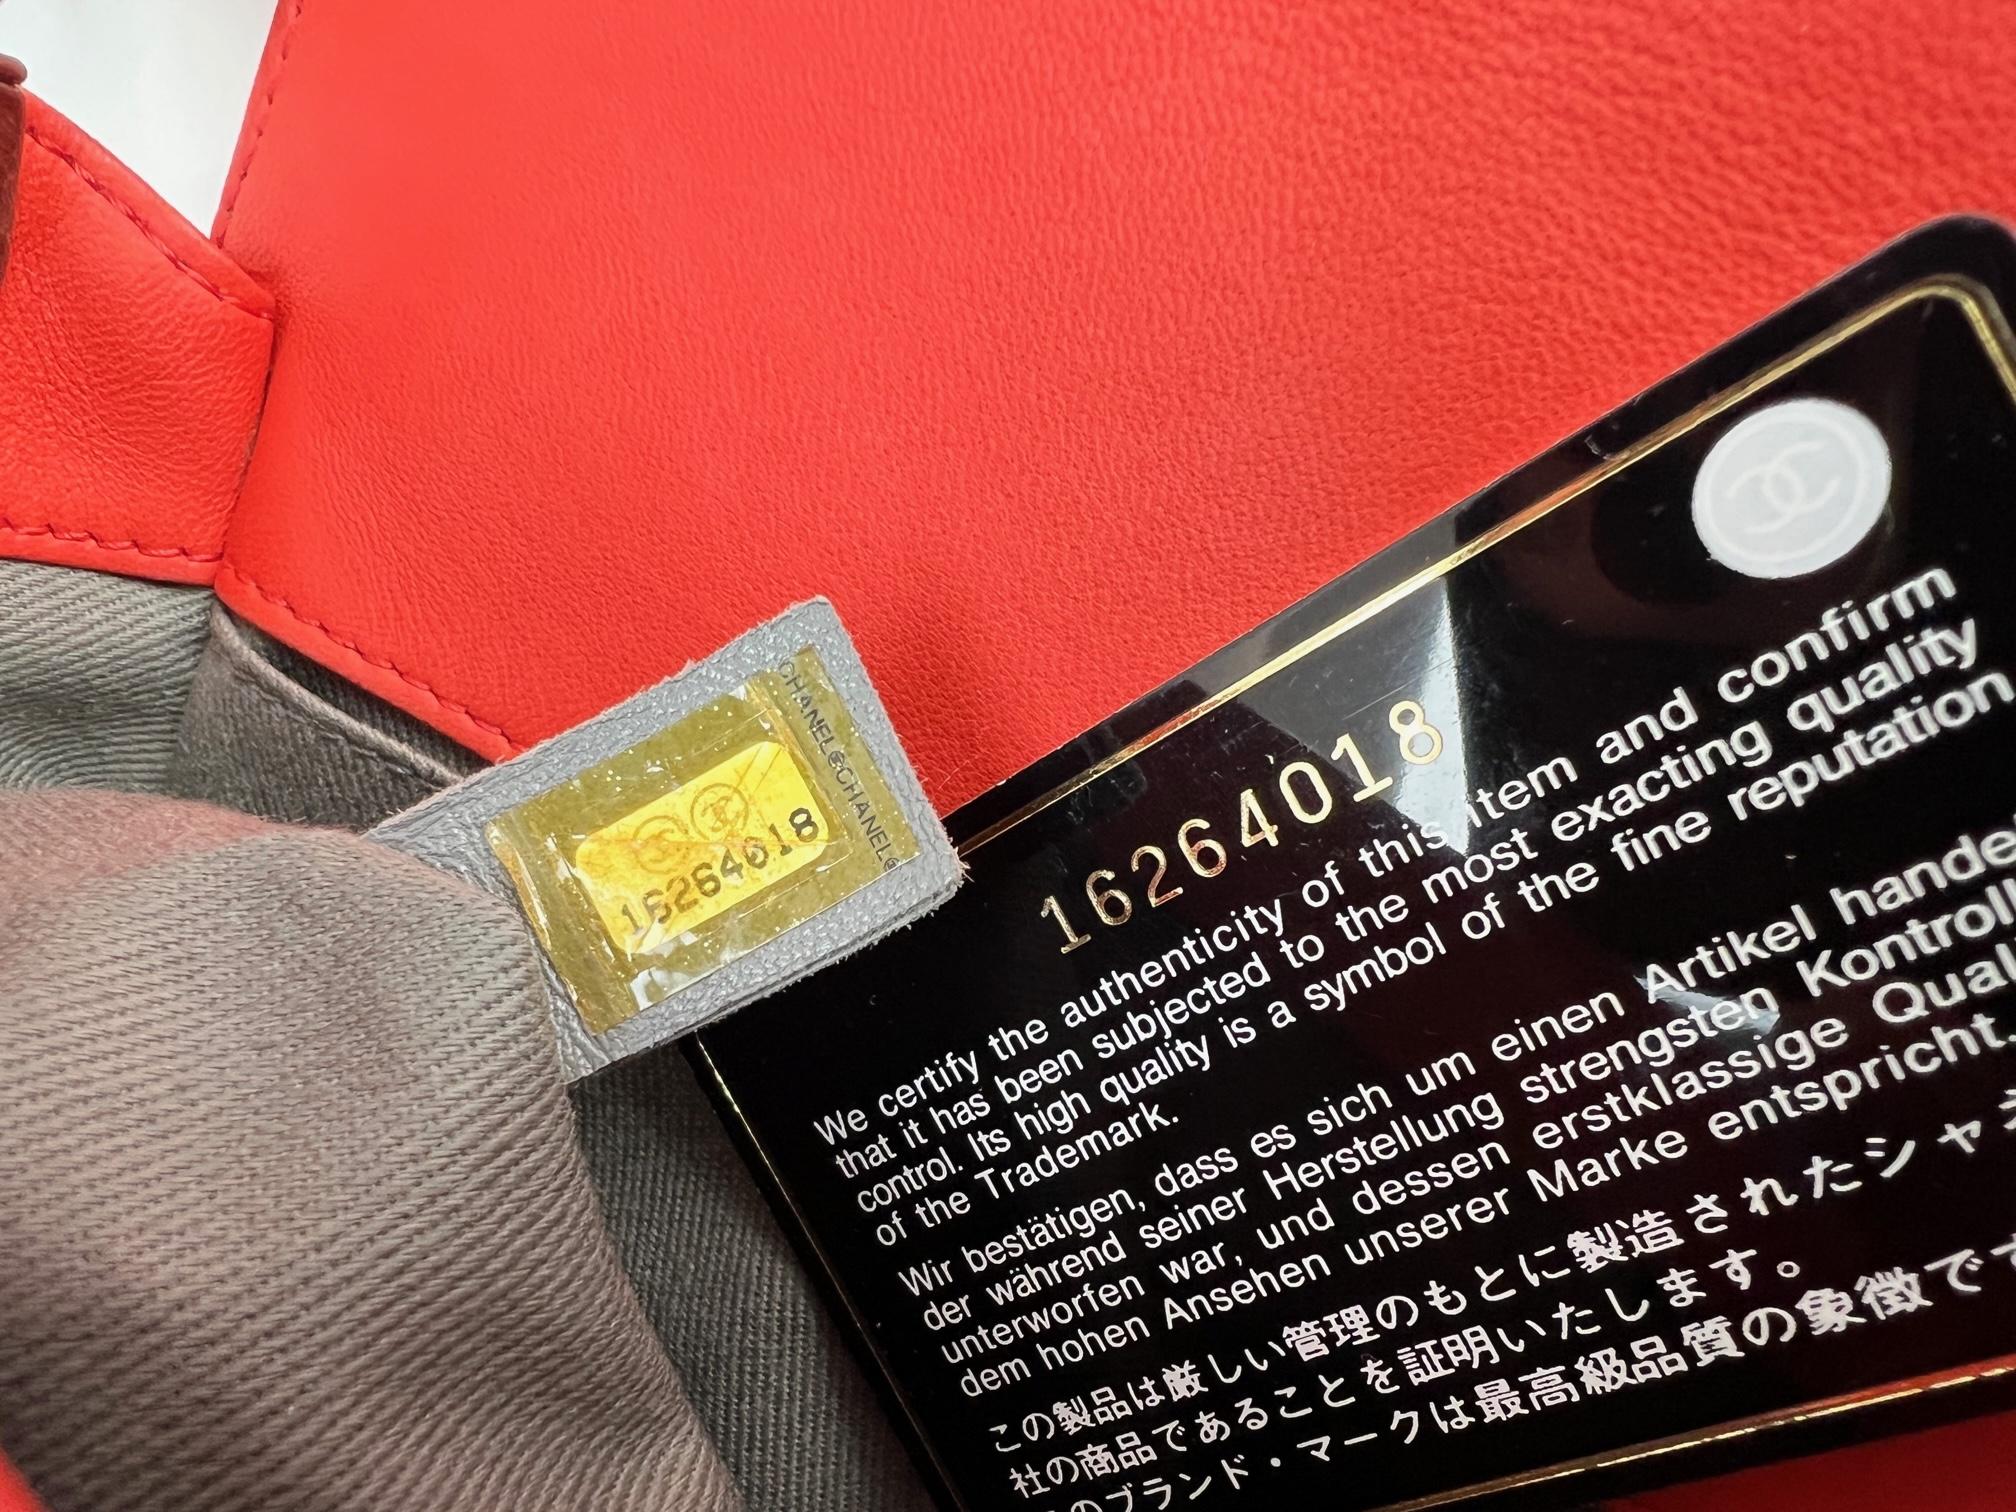 CHANEL©CHANEL©
16264018
16264018
We certify the authenticity of this item and confirm
that it has been subjected to the most exacting quality
control. Its high quality is a symbol of the fine reputation
of the Trademark.
Wir bestätigen, dass es sich um einen Artikel hande
der während seiner Herstellung strengsten Kontroll
unterworfen war, und dessen erstklassige Qual
dem hohen Ansehen unserer Marke entspricht.
この製品は厳しい管理のもとに製造されたシャネ
社の商品であることを証明いたします。
のブランド・マークは最高級品質の象徴です